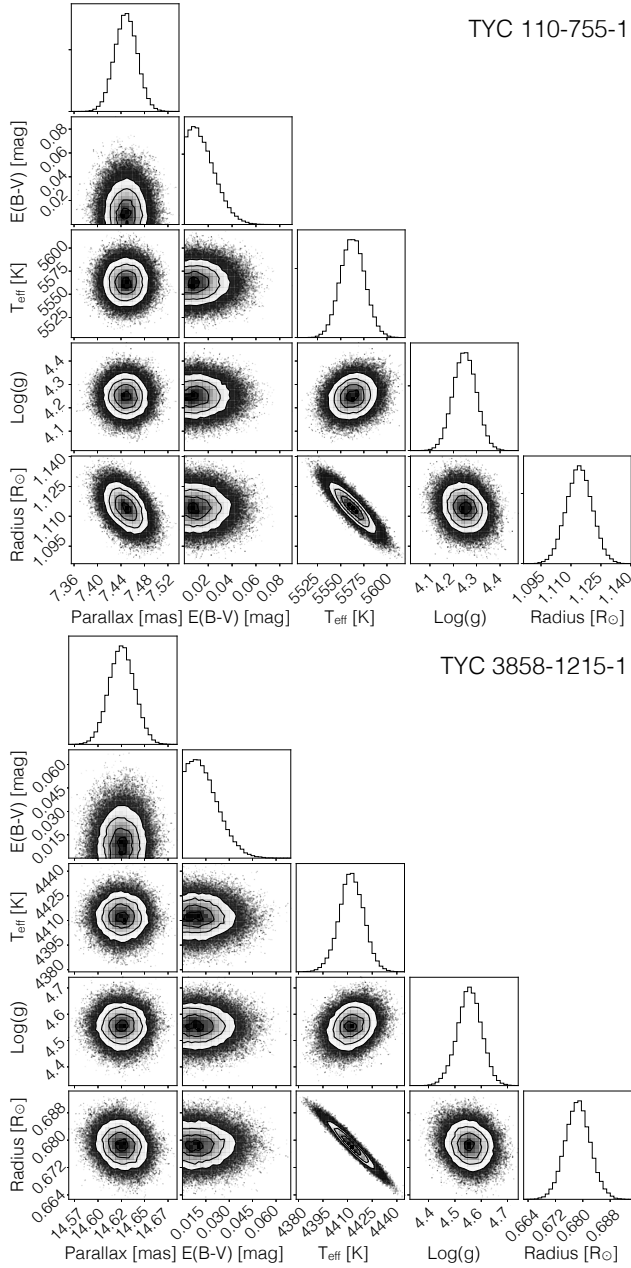 TYC 110-755-1
E(B-V) [mag]
0.08
0.06
0.04
0.02
T_eff [K]
5600
5575
5550
5525
Log(g)
4.4
4.3
4.2
4.1
Radius [R⊙]
1.140
1.125
1.110
1.095
7.36 7.40 7.44 7.48 7.52
0.02 0.04 0.06 0.08
5525 5550 5575 5600
4.1 4.2 4.3 4.4
1.095 1.110 1.125 1.140
Parallax [mas] E(B-V) [mag] T_eff [K] Log(g) Radius [R⊙]
TYC 3858-1215-1
E(B-V) [mag]
0.060
0.045
0.030
0.015
T_eff [K]
4440
4425
4410
4395
4380
Log(g)
4.7
4.6
4.5
4.4
Radius [R⊙]
0.688
0.680
0.672
0.664
14.57 14.60 14.62 14.65 14.67
0.015 0.030 0.045 0.060
4380 4395 4410 4425 4440
4.4 4.5 4.6 4.7
0.664 0.672 0.680 0.688
Parallax [mas] E(B-V) [mag] T_eff [K] Log(g) Radius [R⊙]